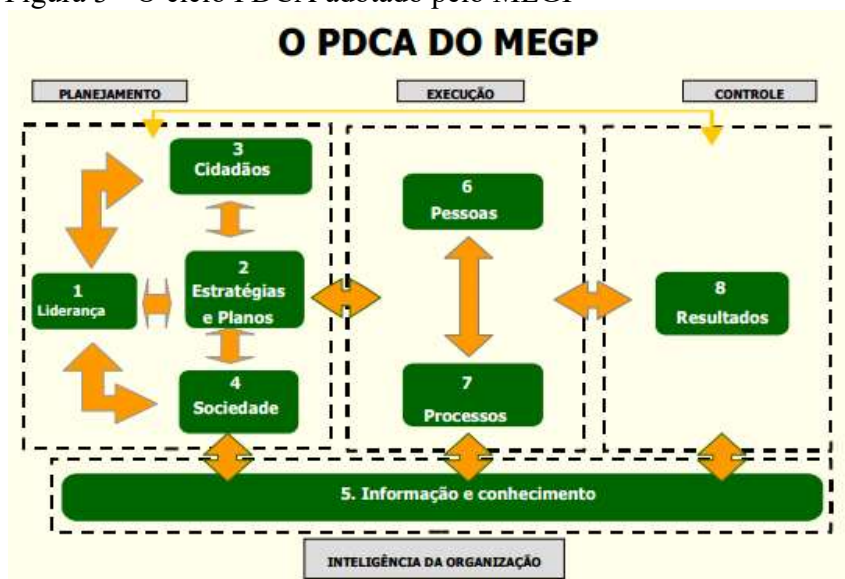 Figura 3 - O ciclo PDCA adotado pelo MEGP
O PDCA DO MEGP
PLANEJAMENTO
EXECUÇÃO
CONTROLE
3
Cidadãos
6
Pessoas
2
Estratégias
e Planos
1
Liderança
8
Resultados
4
Sociedade
7
Processos
5. Informação e conhecimento
INTELIGÊNCIA DA ORGANIZAÇÃO